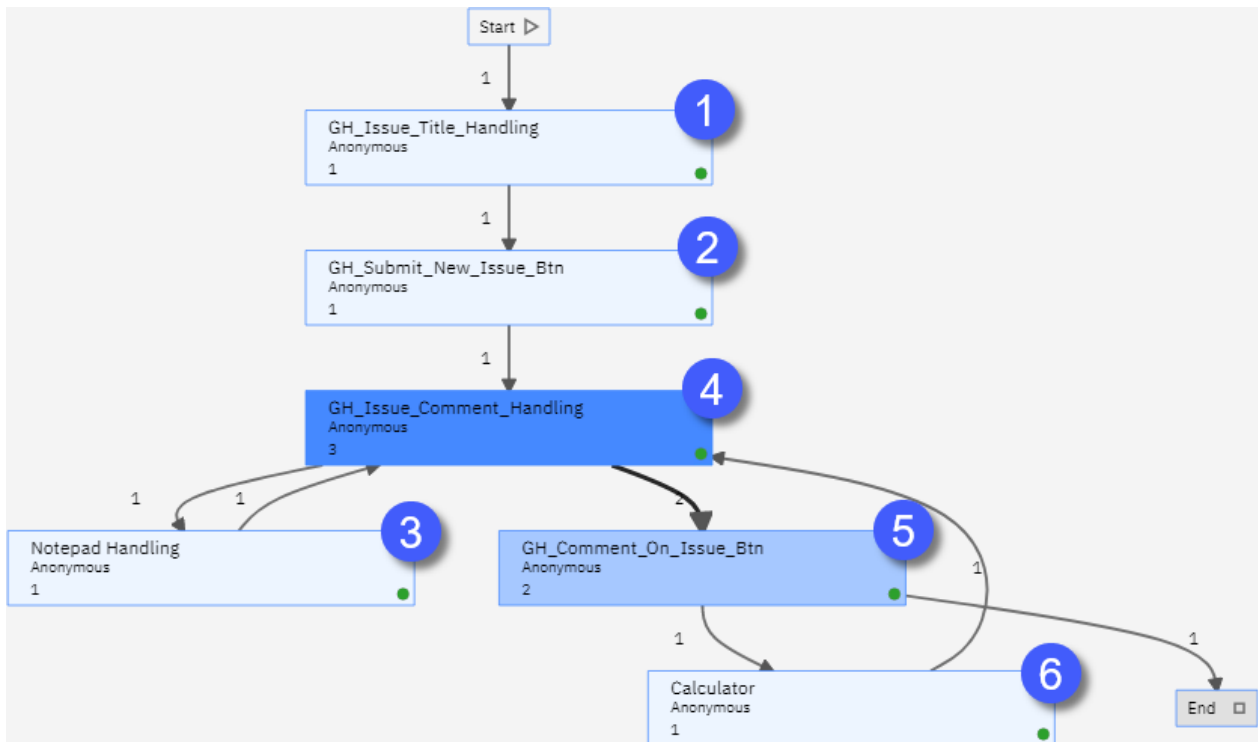 Start
1
1
GH_Issue_Title_Handling
Anonymous
1
1
2
GH_Submit_New_Issue_Btn
Anonymous
1
1
4
GH_Issue_Comment_Handling
Anonymous
3
1
1
2
3
Notepad Handling
Anonymous
1
5
GH_Comment_On_Issue_Btn
Anonymous
2
1
1
1
6
Calculator
Anonymous
1
End